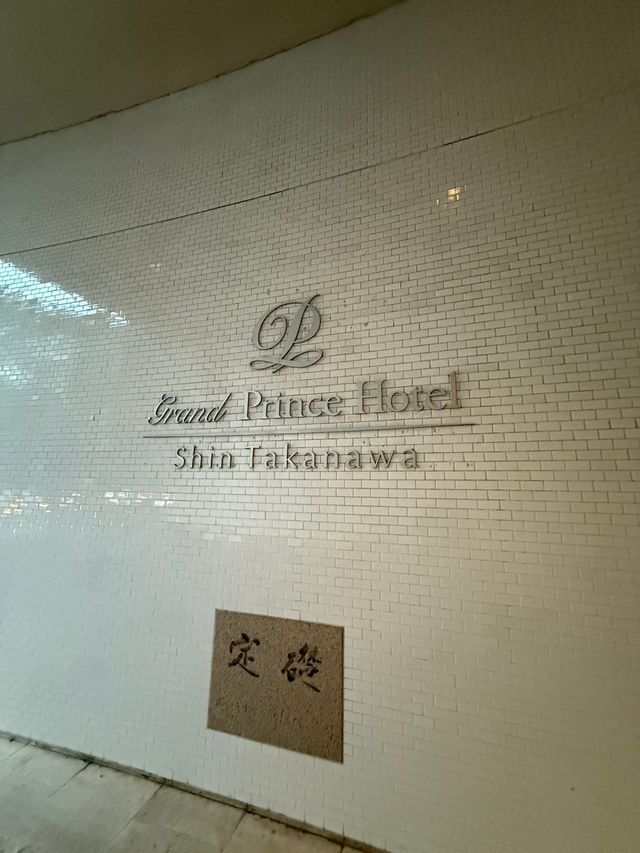 Grand Prince Hotel
Shin Takanawa
定礎